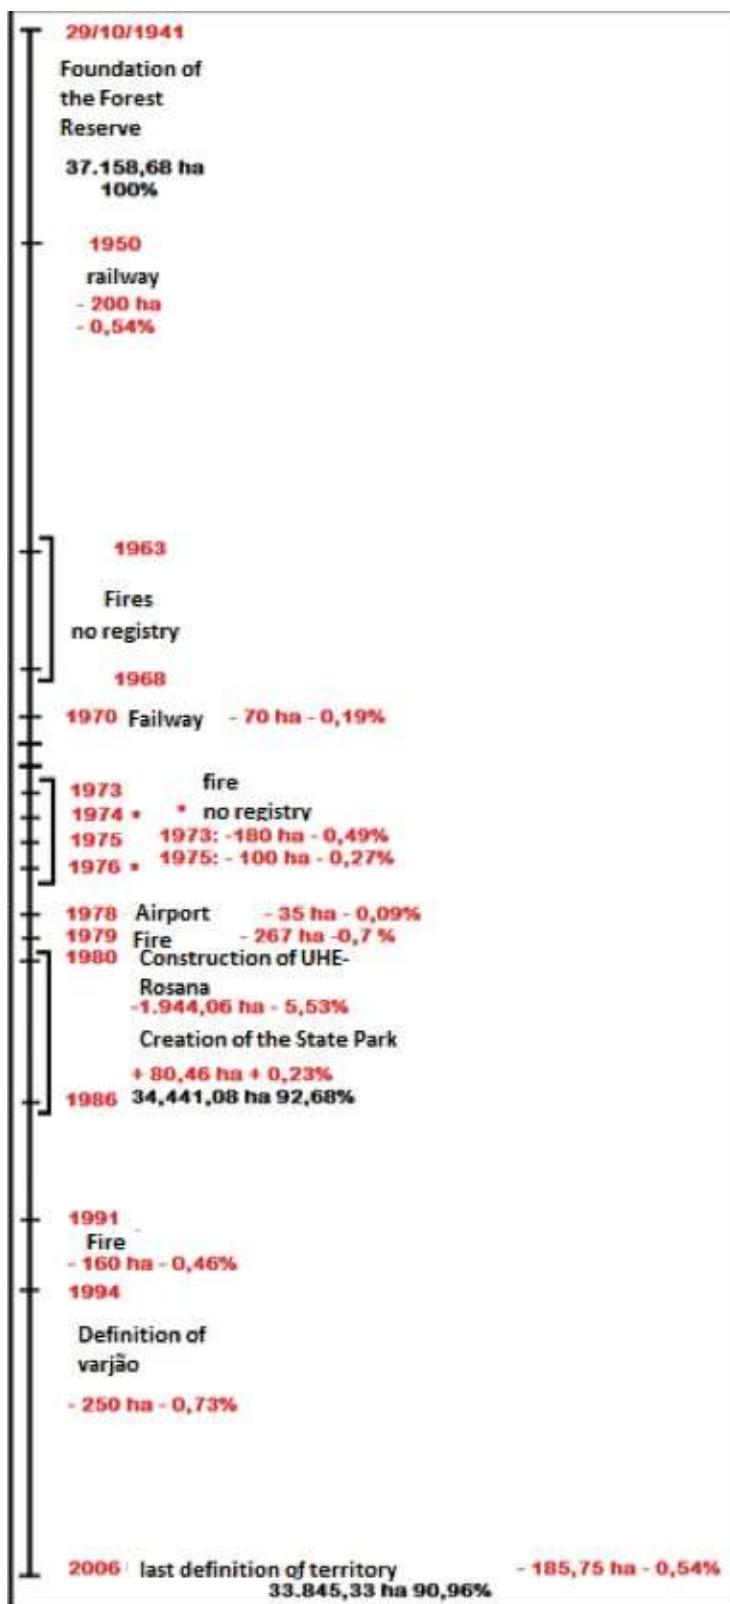 29/10/1941
Foundation of
the Forest
Reserve
37.158,68 ha
100%
1950
railway
- 200 ha
- 0,54%
1963
Fires
no registry
1968
1970 Failway - 70 ha - 0,19%
1973
fire
1974 * * no registry
1975 1973: -180 ha - 0,49%
1976 * 1975: - 100 ha - 0,27%
1978 Airport - 35 ha - 0,09%
1979 Fire - 267 ha -0,7 %
1980 Construction of UHE-
Rosana
-1.944,06 ha - 5,53%
Creation of the State Park
+ 80,46 ha + 0,23%
1986 34,441,08 ha 92,68%
1991
Fire
- 160 ha - 0,46%
1994
Definition of
varjão
- 250 ha - 0,73%
2006 last definition of territory - 185,75 ha - 0,54%
33.845,33 ha 90,96%